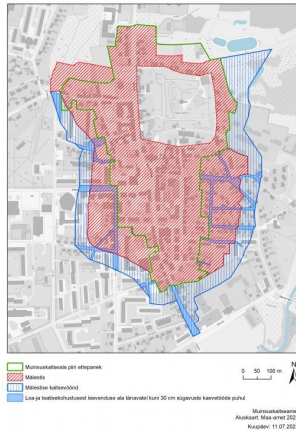 Muinsuskaitseala piiri ettepanek
Mälestis
Mälestise kaitsevöönd
Loa-ja teatisekohustusest leevenduse ala tänavatel kuni 30 cm sügavuste kaevetööde puhul
0 50 100 m
N
Muinsuskaitseamet
Aluskaart: Maa-amet 202
Kuupäev: 11.07.202